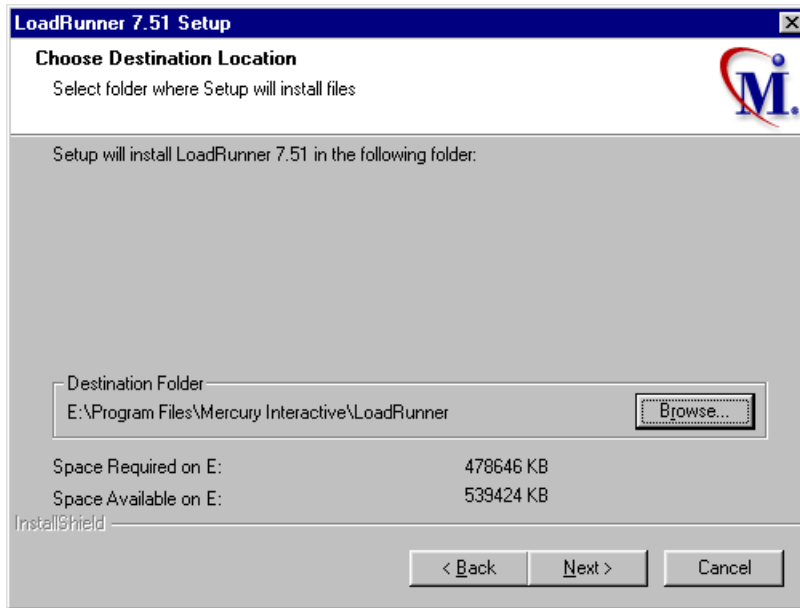 LoadRunner 7.51 Setup
Choose Destination Location
Select folder where Setup will install files
M.
Setup will install LoadRunner 7.51 in the following folder:
Destination Folder
E:\Program Files\Mercury Interactive\LoadRunner
Browse...
Space Required on E: 478646 KB
Space Available on E: 539424 KB
InstallShield
< Back Next > Cancel